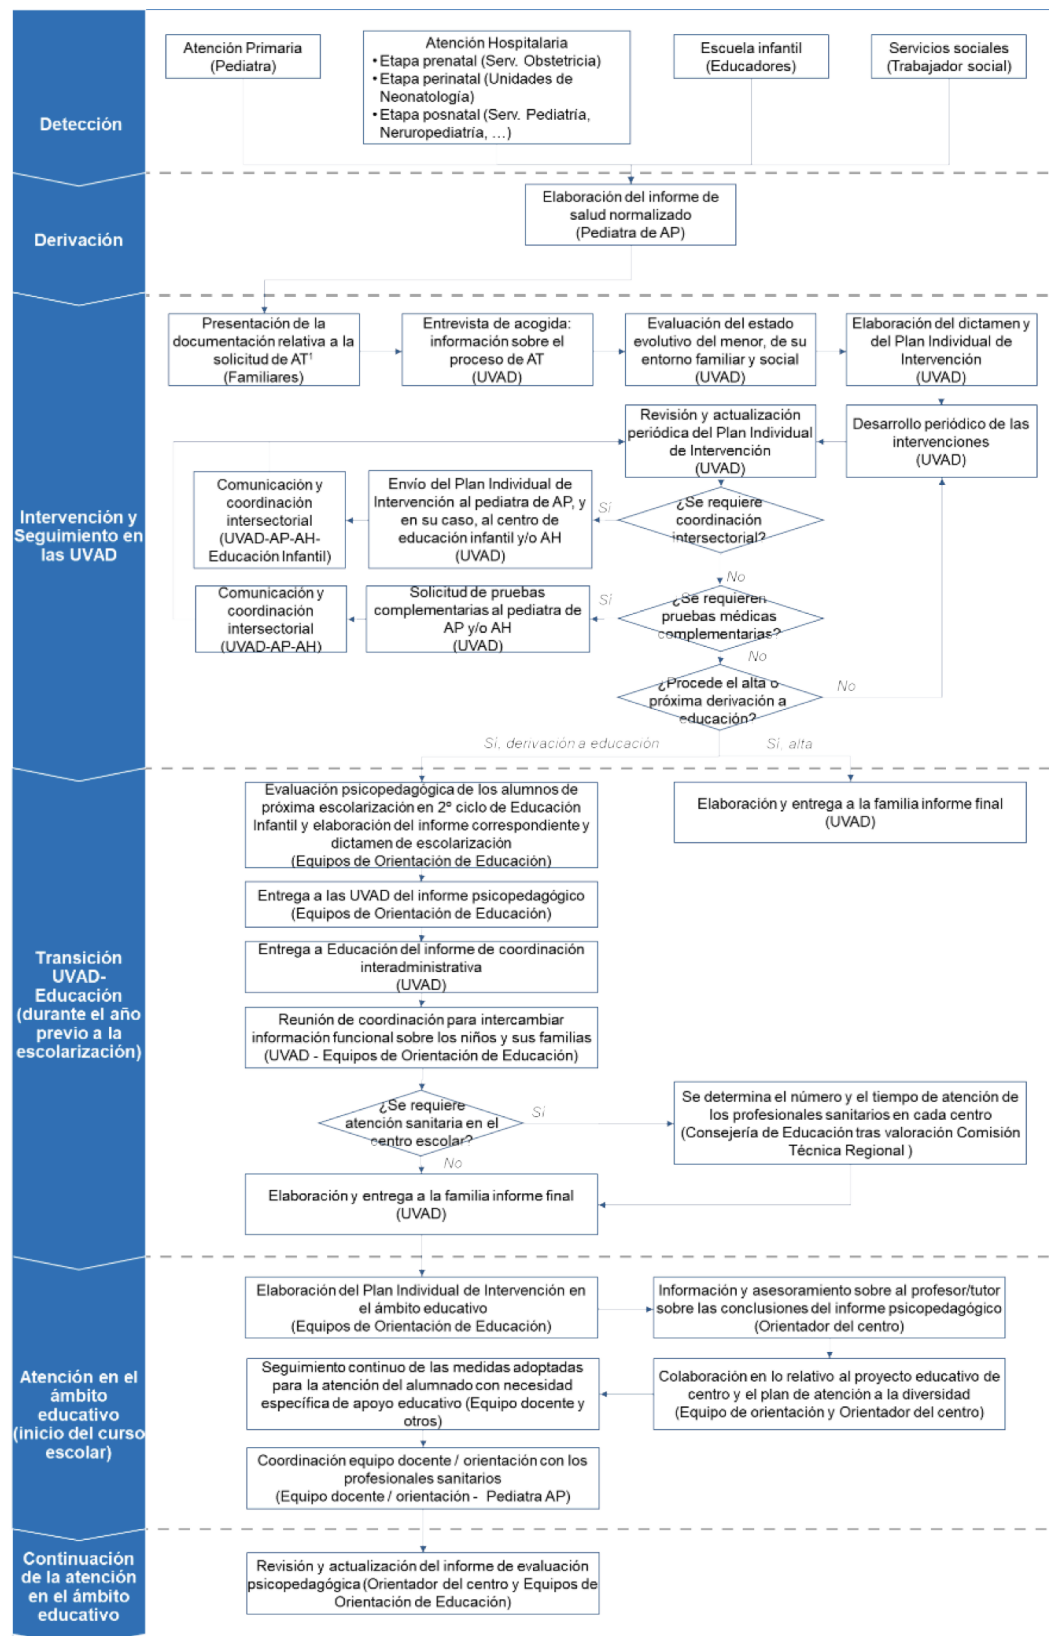 Detección
Atención Primaria
(Pediatra)
Atención Hospitalaria
• Etapa prenatal (Serv. Obstetricia)
• Etapa perinatal (Unidades de
Neonatología)
• Etapa posnatal (Serv. Pediatría,
Neruropediatría, ...)
Escuela infantil
(Educadores)
Servicios sociales
(Trabajador social)
Derivación
Elaboración del informe de
salud normalizado
(Pediatra de AP)
Intervención y
Seguimiento en
las UVAD
Presentación de la
documentación relativa a la
solicitud de AT¹
(Familiares)
Entrevista de acogida:
información sobre el
proceso de AT
(UVAD)
Evaluación del estado
evolutivo del menor, de su
entorno familiar y social
(UVAD)
Elaboración del dictamen y
del Plan Individual de
Intervención
(UVAD)
Desarrollo periódico de las
intervenciones
(UVAD)
Revisión y actualización
periódica del Plan Individual
de Intervención
(UVAD)
¿Se requiere
coordinación
intersectorial?
Sí
Envío del Plan Individual de
Intervención al pediatra de AP, y
en su caso, al centro de
educación infantil y/o AH
(UVAD)
Comunicación y
coordinación
intersectorial
(UVAD-AP-AH-
Educación Infantil)
No
¿Se requieren
pruebas médicas
complementarias?
Sí
Solicitud de pruebas
complementarias al pediatra de
AP y/o AH
(UVAD)
Comunicación y
coordinación
intersectorial
(UVAD-AP-AH)
No
¿Procede el alta o
próxima derivación a
educación?
No
Sí, derivación a educación
Sí, alta
Transición
UVAD-
Educación
(durante el año
previo a la
escolarización)
Evaluación psicopedagógica de los alumnos de
próxima escolarización en 2º ciclo de Educación
Infantil y elaboración del informe correspondiente y
dictamen de escolarización
(Equipos de Orientación de Educación)
Elaboración y entrega a la familia informe final
(UVAD)
Entrega a las UVAD del informe psicopedagógico
(Equipos de Orientación de Educación)
Entrega a Educación del informe de coordinación
interadministrativa
(UVAD)
Reunión de coordinación para intercambiar
información funcional sobre los niños y sus familias
(UVAD - Equipos de Orientación de Educación)
¿Se requiere
atención sanitaria en el
centro escolar?
Sí
Se determina el número y el tiempo de atención de
los profesionales sanitarios en cada centro
(Consejería de Educación tras valoración Comisión
Técnica Regional )
No
Elaboración y entrega a la familia informe final
(UVAD)
Atención en el
ámbito
educativo
(inicio del curso
escolar)
Elaboración del Plan Individual de Intervención en
el ámbito educativo
(Equipos de Orientación de Educación)
Información y asesoramiento sobre al profesor/tutor
sobre las conclusiones del informe psicopedagógico
(Orientador del centro)
Seguimiento continuo de las medidas adoptadas
para la atención del alumnado con necesidad
específica de apoyo educativo (Equipo docente y
otros)
Colaboración en lo relativo al proyecto educativo de
centro y el plan de atención a la diversidad
(Equipo de orientación y Orientador del centro)
Coordinación equipo docente / orientación con los
profesionales sanitarios
(Equipo docente / orientación - Pediatra AP)
Continuación
de la atención
en el ámbito
educativo
Revisión y actualización del informe de evaluación
psicopedagógica (Orientador del centro y Equipos de
Orientación de Educación)